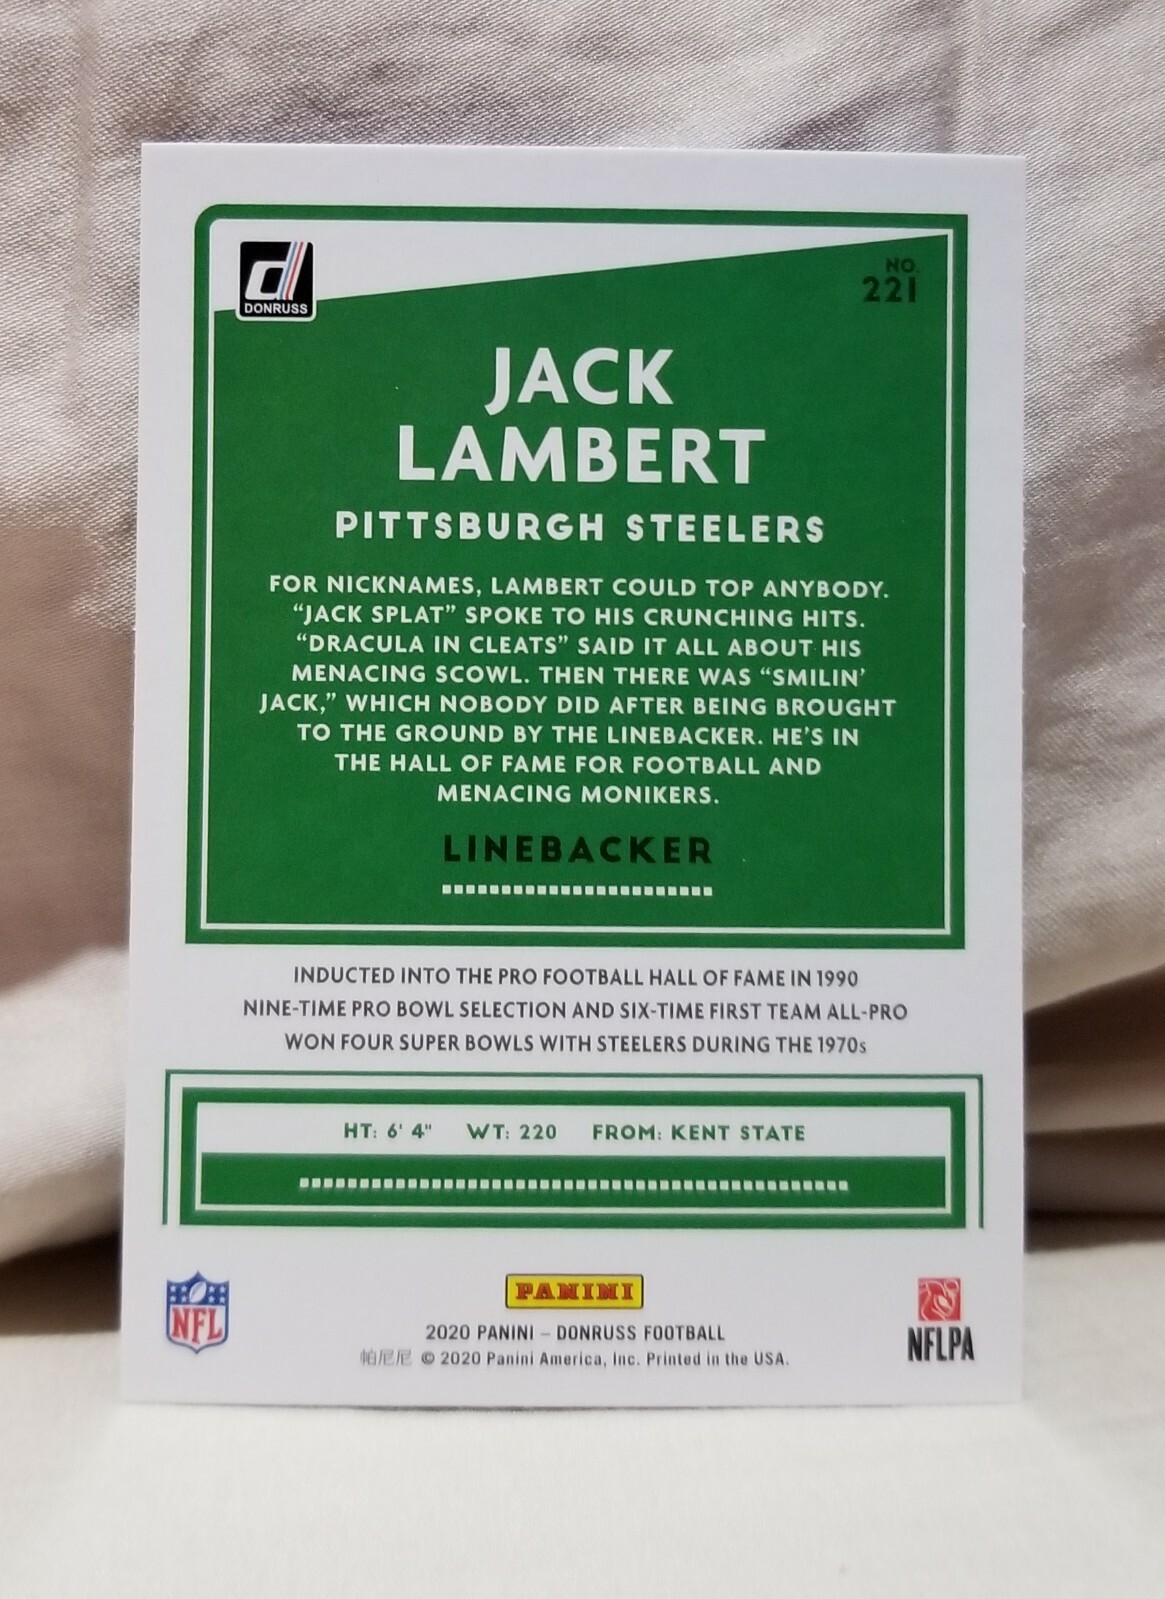 DONRUSS
NO.
221
JACK
LAMBERT
PITTSBURGH STEELERS
FOR NICKNAMES, LAMBERT COULD TOP ANYBODY.
“JACK SPLAT” SPOKE TO HIS CRUNCHING HITS.
“DRACULA IN CLEATS” SAID IT ALL ABOUT HIS
MENACING SCOWL. THEN THERE WAS “SMILIN’
JACK,” WHICH NOBODY DID AFTER BEING BROUGHT
TO THE GROUND BY THE LINEBACKER. HE’S IN
THE HALL OF FAME FOR FOOTBALL AND
MENACING MONIKERS.
LINEBACKER
INDUCTED INTO THE PRO FOOTBALL HALL OF FAME IN 1990
NINE-TIME PRO BOWL SELECTION AND SIX-TIME FIRST TEAM ALL-PRO
WON FOUR SUPER BOWLS WITH STEELERS DURING THE 1970s
HT: 6' 4" WT: 220 FROM: KENT STATE
NFL
PANINI
NFLPA
2020 PANINI – DONRUSS FOOTBALL
帕尼尼 © 2020 Panini America, Inc. Printed in the USA.